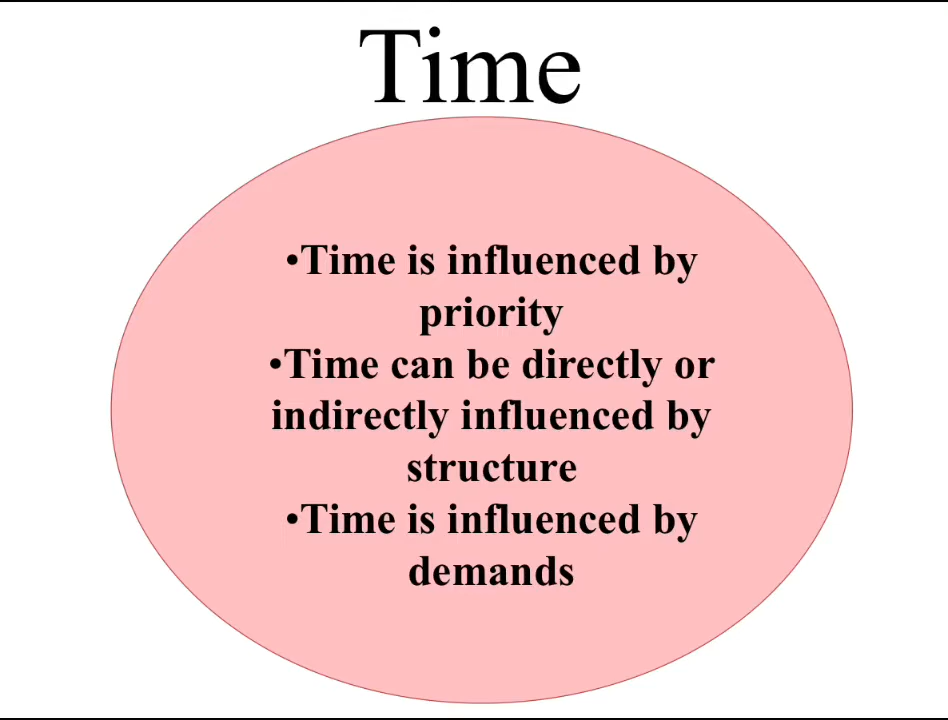 Time
•Time is influenced by
priority
•Time can be directly or
indirectly influenced by
structure
•Time is influenced by
demands